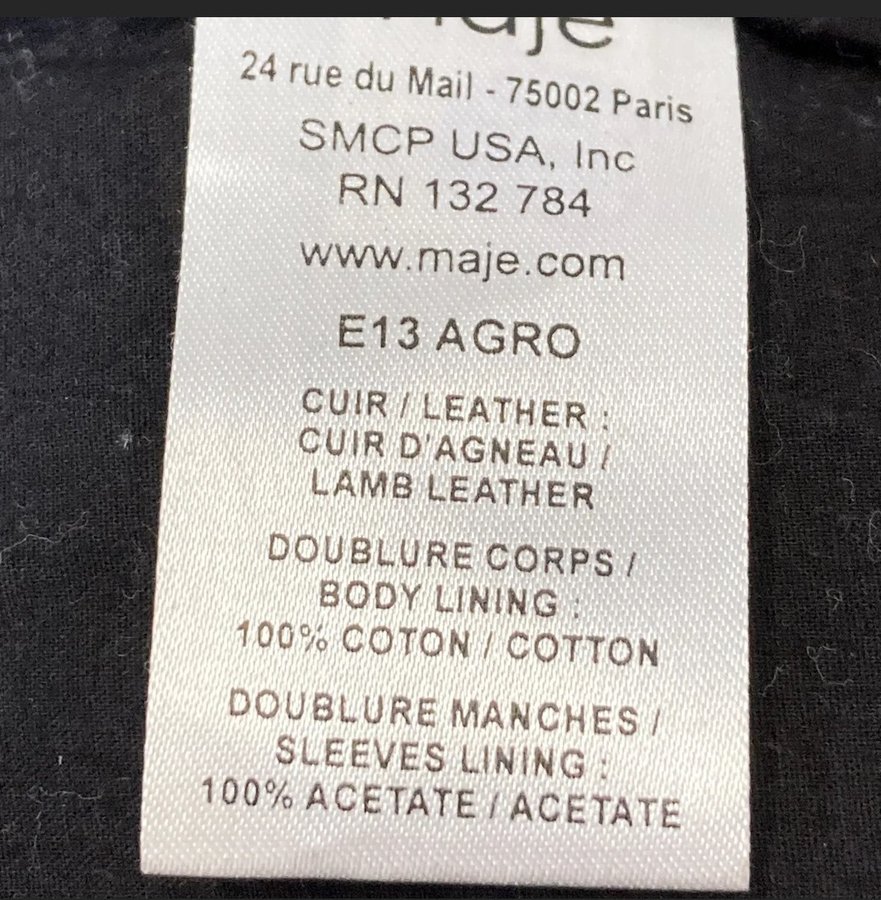 maje
24 rue du Mail - 75002 Paris
SMCP USA, Inc
RN 132 784
www.maje.com
E13 AGRO
CUIR / LEATHER :
CUIR D'AGNEAU /
LAMB LEATHER
DOUBLURE CORPS /
BODY LINING :
100% COTON / COTTON
DOUBLURE MANCHES /
SLEEVES LINING :
100% ACETATE / ACETATE